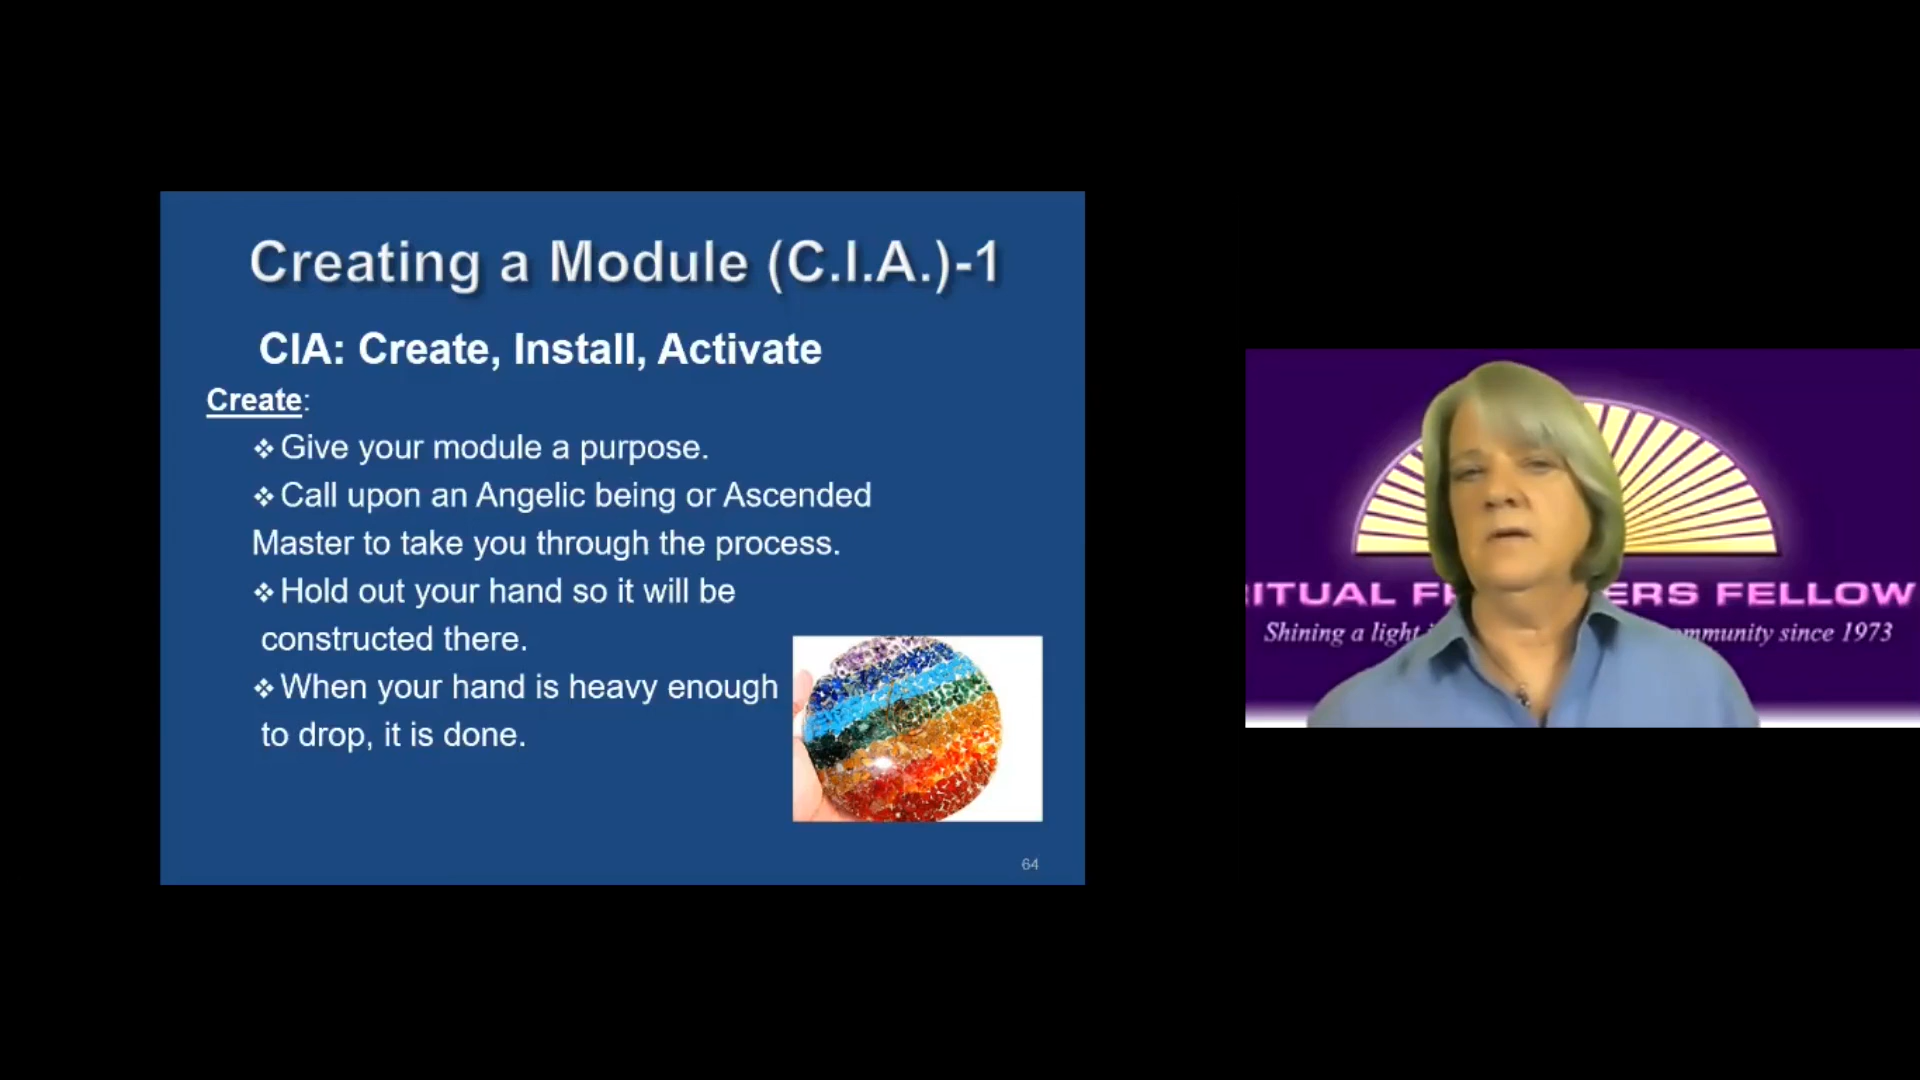 Creating a Module (C.I.A.)-1
CIA: Create, Install, Activate
Create:
❖ Give your module a purpose.
❖ Call upon an Angelic being or Ascended
Master to take you through the process.
❖ Hold out your hand so it will be
constructed there.
❖ When your hand is heavy enough
to drop, it is done.
64
ITUAL F ERS FELLOW
Shining a light mmunity since 1973